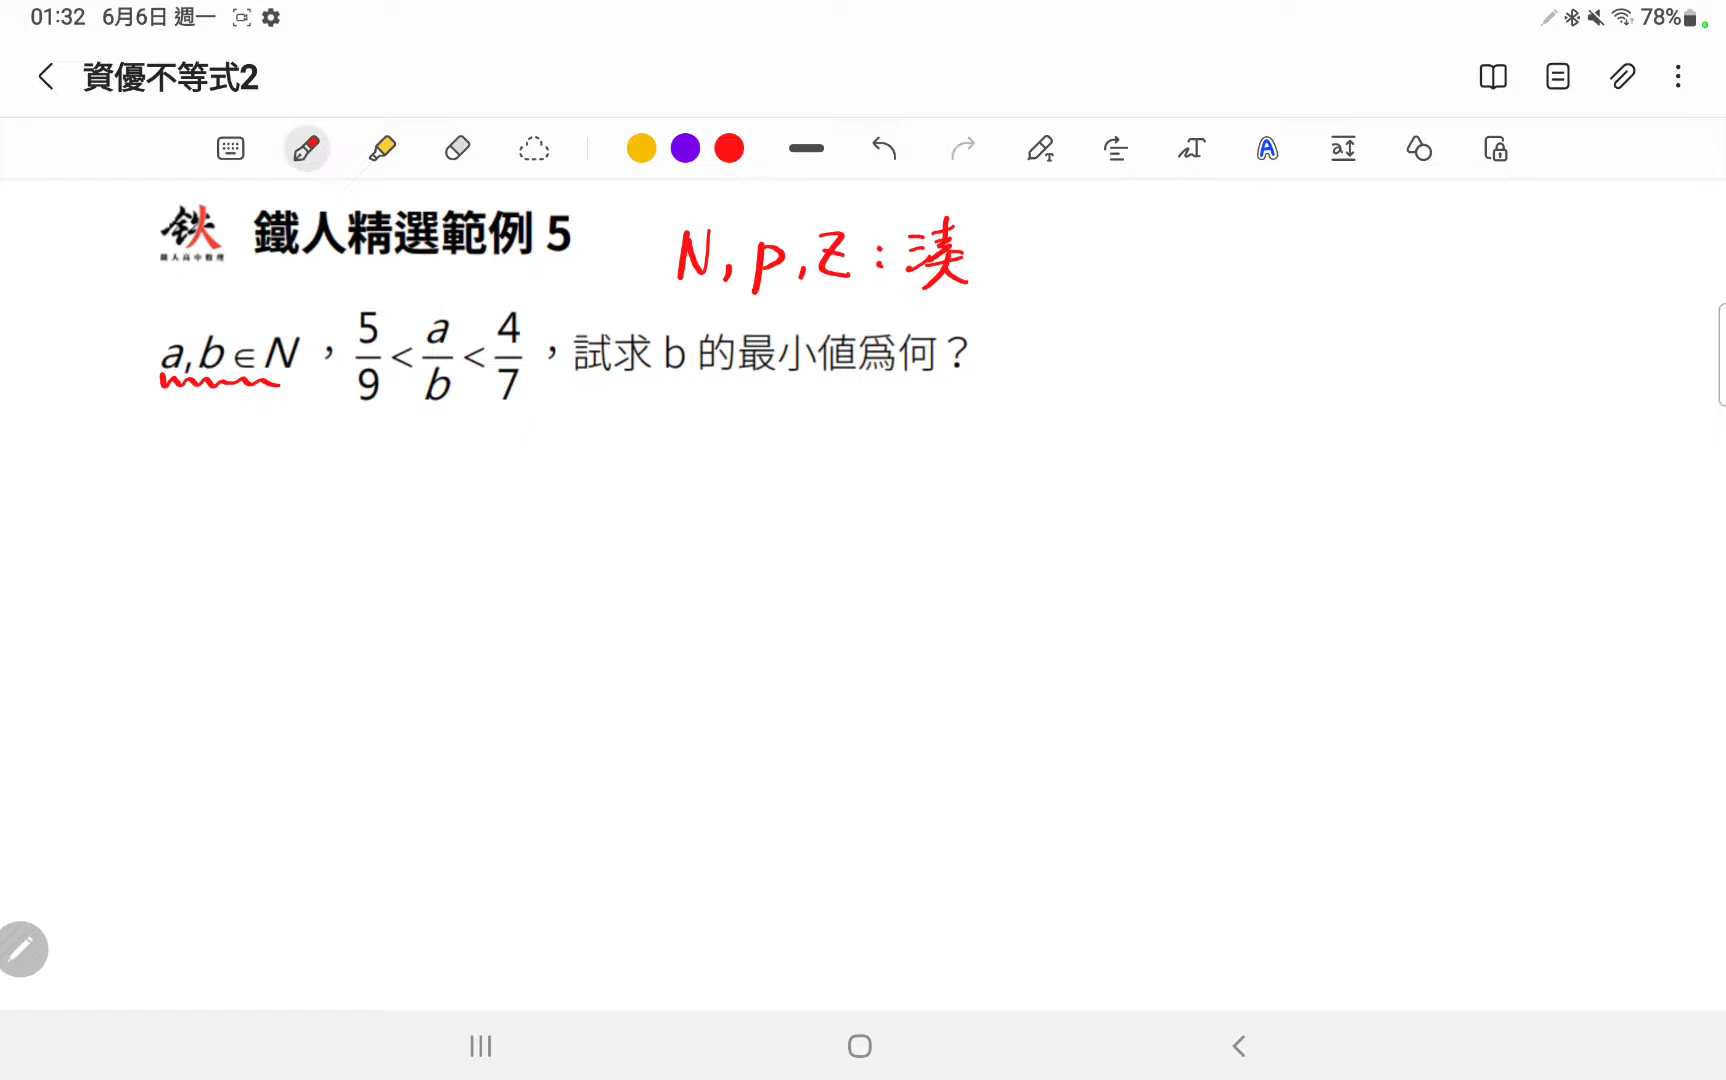 01:32 6月6日 週一 78%
資優不等式2
鐵人精選範例 5
N, p, Z : 湊
a,b∈N ，5/9 < a/b < 4/7 ，試求 b 的最小值爲何？